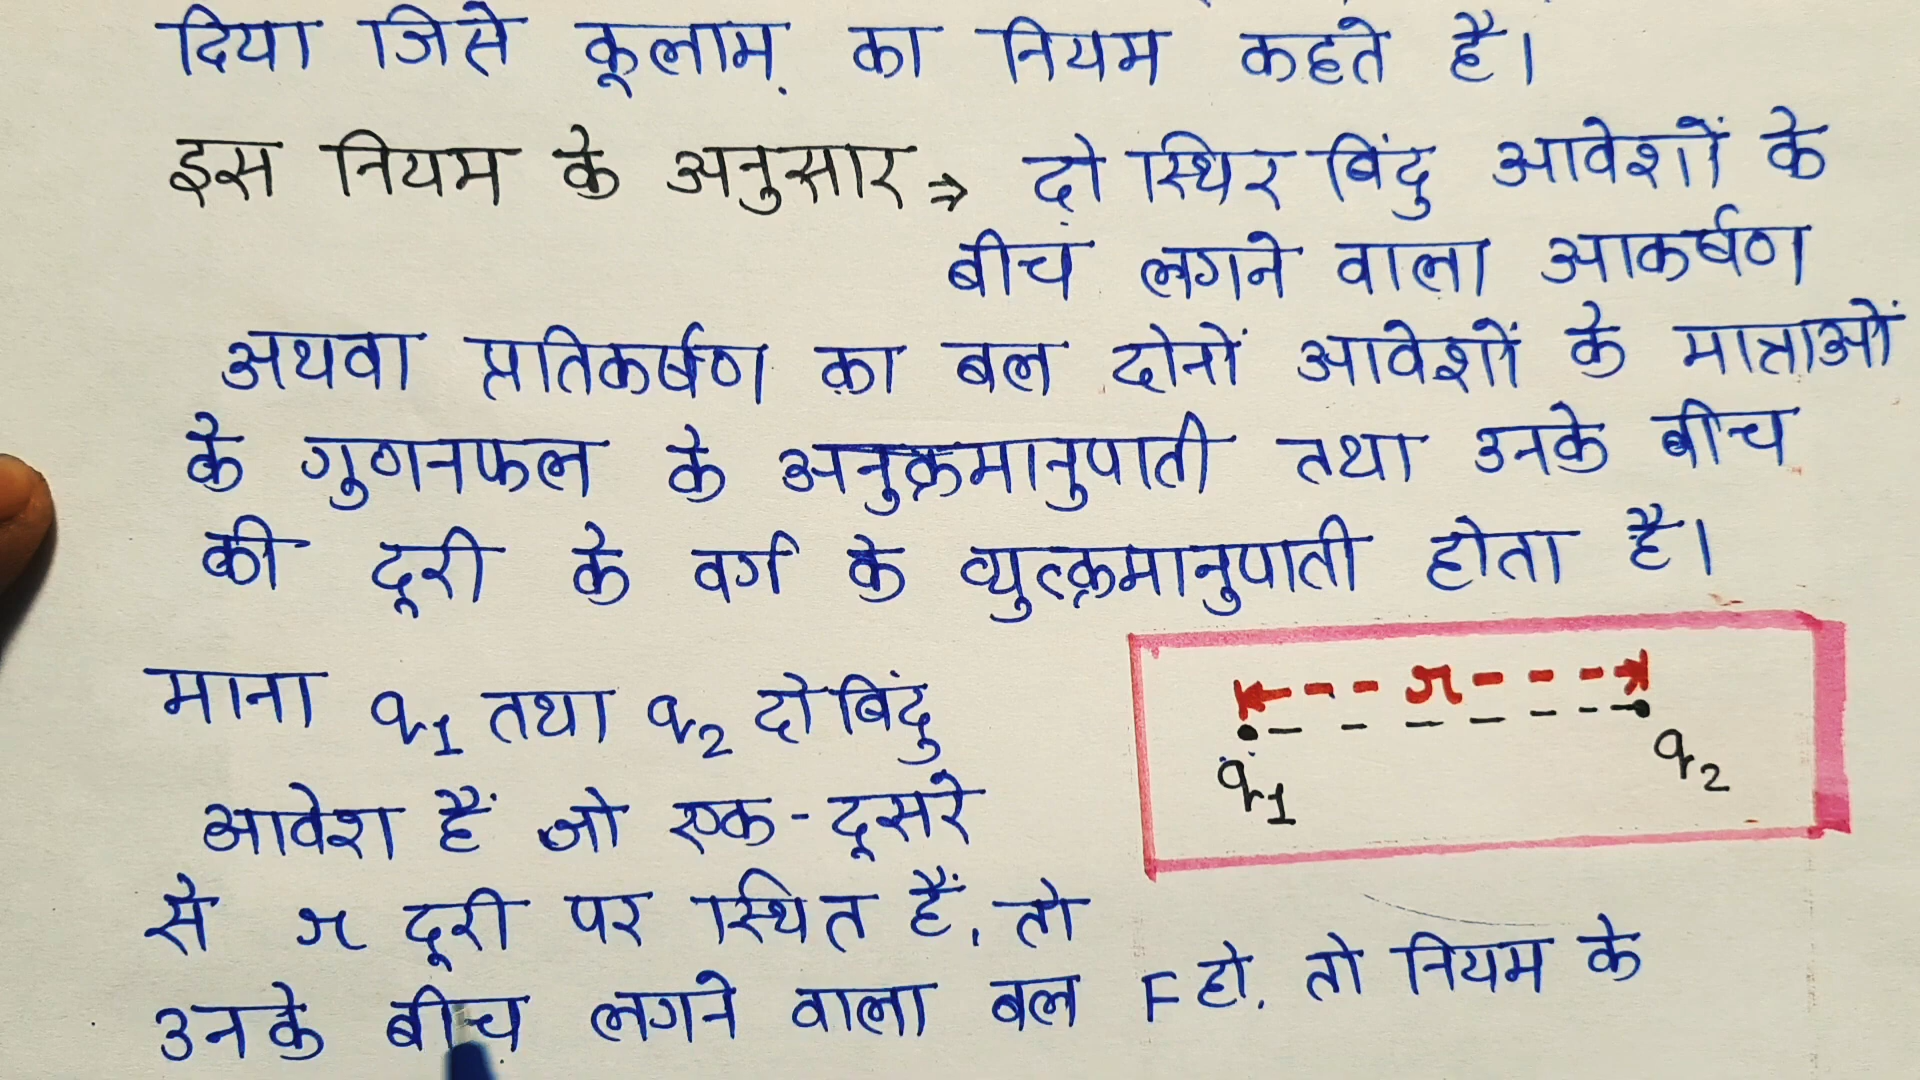 दिया जिसे कूलाम् का नियम कहते है।
इस नियम के अनुसार ⇒ दो स्थिर बिंदु आवेशों के
बीच लगने वाला आकर्षण
अथवा प्रतिकर्षण का बल दोनों आवेशों के मात्राओं
के गुणनफल के अनुक्रमानुपाती तथा उनके बीच
की दूरी के वर्ग के व्युत्क्रमानुपाती होता है।
माना q1 तथा q2 दो बिंदु
आवेश हैं जो एक-दूसरे
से r दूरी पर स्थित हैं, तो
उनके बीच लगने वाला बल F हो, तो नियम के
r
q1
q2